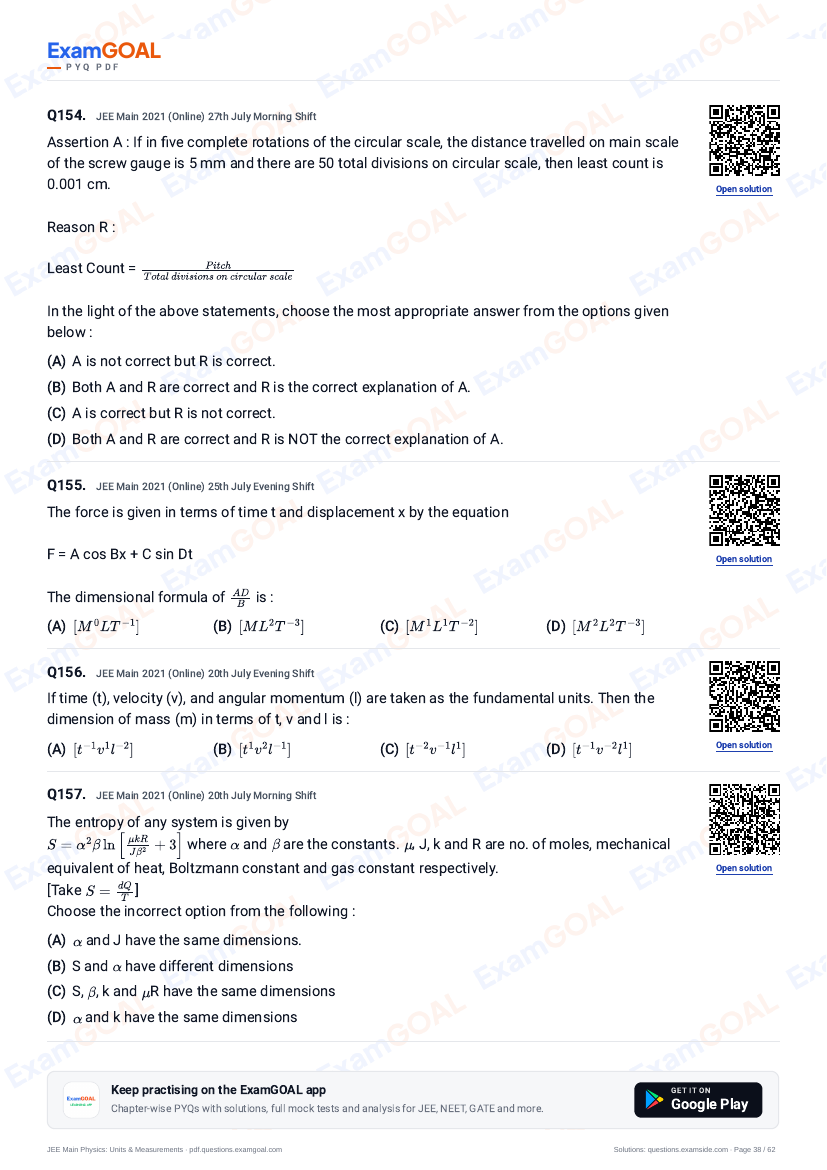 ExamGOAL
PYQ PDF
Q154. JEE Main 2021 (Online) 27th July Morning Shift
Assertion A : If in five complete rotations of the circular scale, the distance travelled on main scale
of the screw gauge is 5 mm and there are 50 total divisions on circular scale, then least count is
0.001 cm.
Open solution
Reason R :
Least Count = \frac{Pitch}{Total divisions on circular scale}
In the light of the above statements, choose the most appropriate answer from the options given
below :
(A) A is not correct but R is correct.
(B) Both A and R are correct and R is the correct explanation of A.
(C) A is correct but R is not correct.
(D) Both A and R are correct and R is NOT the correct explanation of A.
Q155. JEE Main 2021 (Online) 25th July Evening Shift
The force is given in terms of time t and displacement x by the equation
Open solution
F = A cos Bx + C sin Dt
The dimensional formula of \frac{AD}{B} is :
(A) [M^0LT^{-1}] (B) [ML^2T^{-3}] (C) [M^1L^1T^{-2}] (D) [M^2L^2T^{-3}]
Q156. JEE Main 2021 (Online) 20th July Evening Shift
If time (t), velocity (v), and angular momentum (l) are taken as the fundamental units. Then the
dimension of mass (m) in terms of t, v and l is :
(A) [t^{-1}v^1l^{-2}] (B) [t^1v^2l^{-1}] (C) [t^{-2}v^{-1}l^1] (D) [t^{-1}v^{-2}l^1]
Open solution
Q157. JEE Main 2021 (Online) 20th July Morning Shift
The entropy of any system is given by
S = α^2β ln [\frac{μkR}{Jβ^2} + 3] where α and β are the constants. μ, J, k and R are no. of moles, mechanical
equivalent of heat, Boltzmann constant and gas constant respectively.
Open solution
[Take S = \frac{dQ}{T}]
Choose the incorrect option from the following :
(A) α and J have the same dimensions.
(B) S and α have different dimensions
(C) S, β, k and μR have the same dimensions
(D) α and k have the same dimensions
Keep practising on the ExamGOAL app
Chapter-wise PYQs with solutions, full mock tests and analysis for JEE, NEET, GATE and more.
GET IT ON
Google Play
JEE Main Physics: Units & Measurements · pdf.questions.examgoal.com
Solutions: questions.examside.com · Page 38 / 62